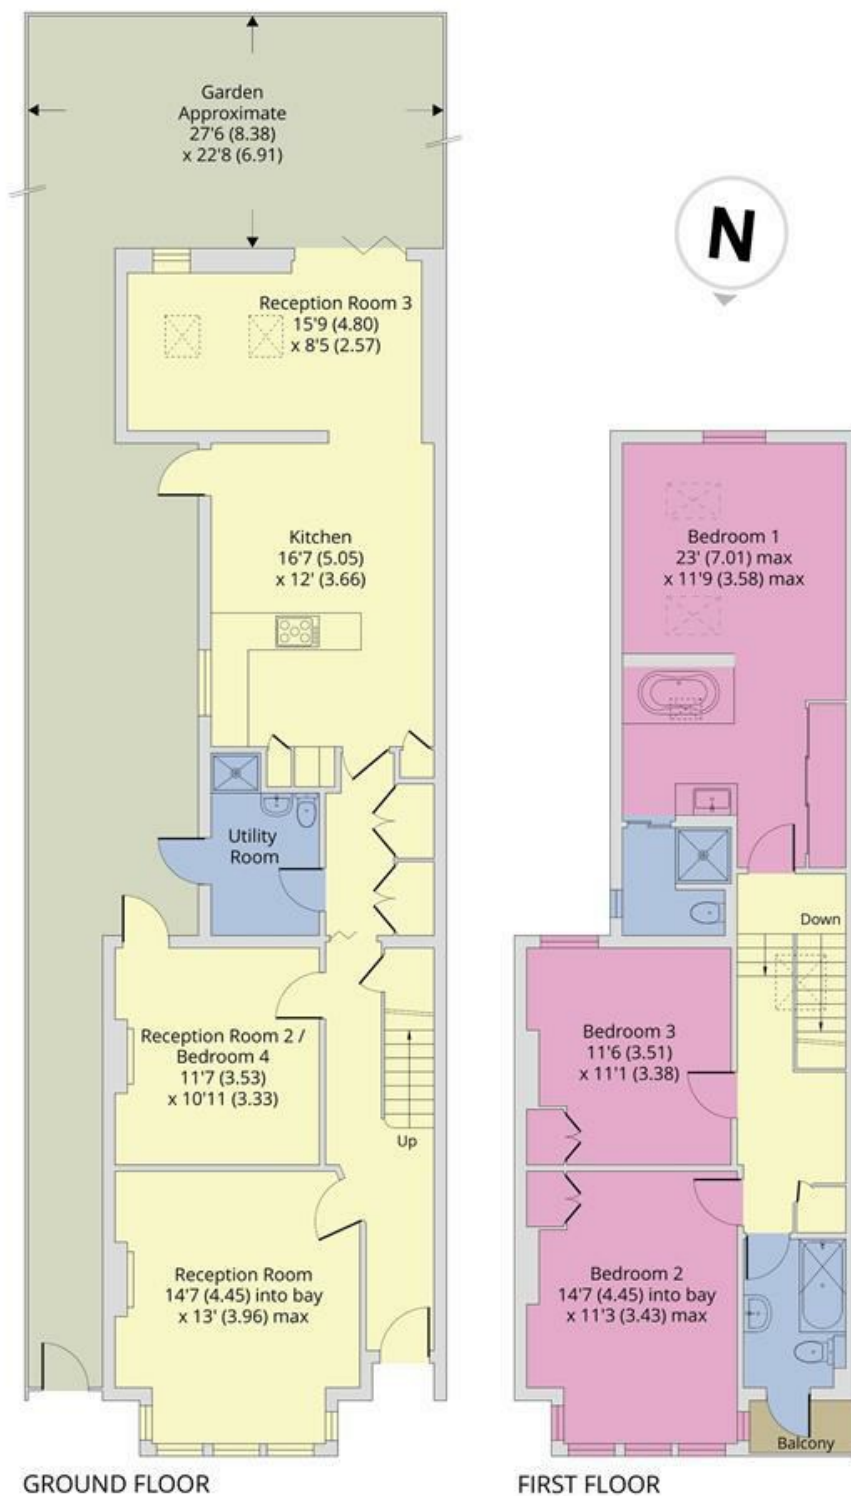 Garden
Approximate
27'6 (8.38)
x 22'8 (6.91)
N
Reception Room 3
15'9 (4.80)
x 8'5 (2.57)
Kitchen
16'7 (5.05)
x 12' (3.66)
Utility
Room
Reception Room 2 /
Bedroom 4
11'7 (3.53)
x 10'11 (3.33)
Up
Reception Room
14'7 (4.45) into bay
x 13' (3.96) max
GROUND FLOOR
Bedroom 1
23' (7.01) max
x 11'9 (3.58) max
Down
Bedroom 3
11'6 (3.51)
x 11'1 (3.38)
Bedroom 2
14'7 (4.45) into bay
x 11'3 (3.43) max
Balcony
FIRST FLOOR